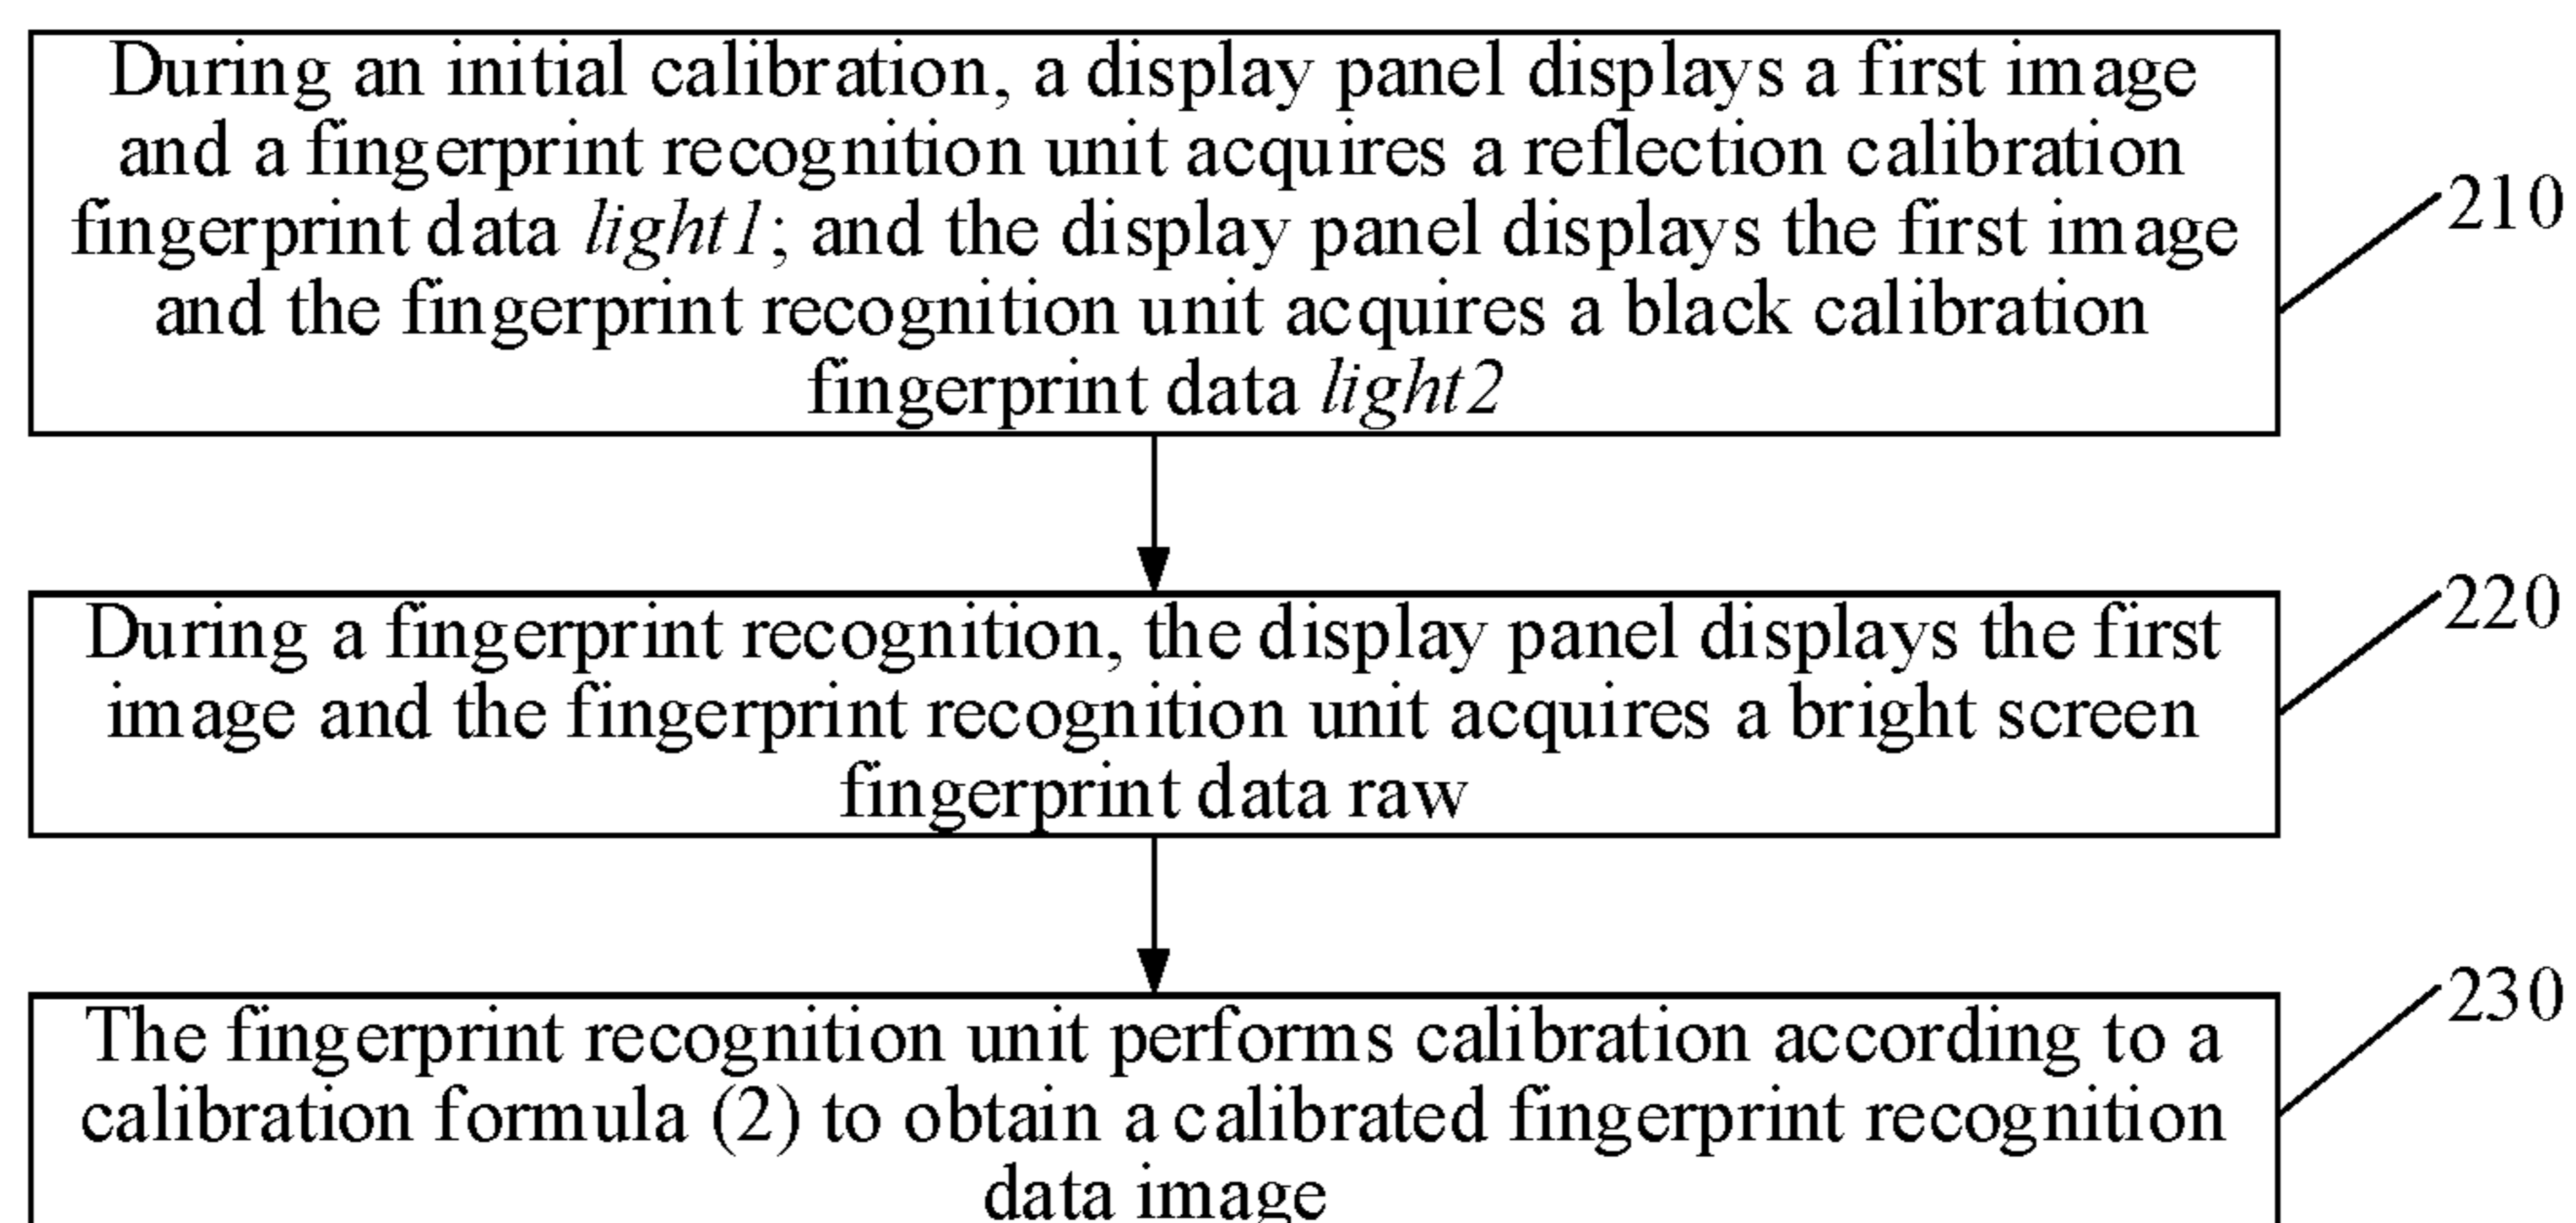 During an initial calibration, a display panel displays a first image
and a fingerprint recognition unit acquires a reflection calibration
fingerprint data light1; and the display panel displays the first image
and the fingerprint recognition unit acquires a black calibration
fingerprint data light2
210
During a fingerprint recognition, the display panel displays the first
image and the fingerprint recognition unit acquires a bright screen
fingerprint data raw
220
The fingerprint recognition unit performs calibration according to a
calibration formula (2) to obtain a calibrated fingerprint recognition
data image
230